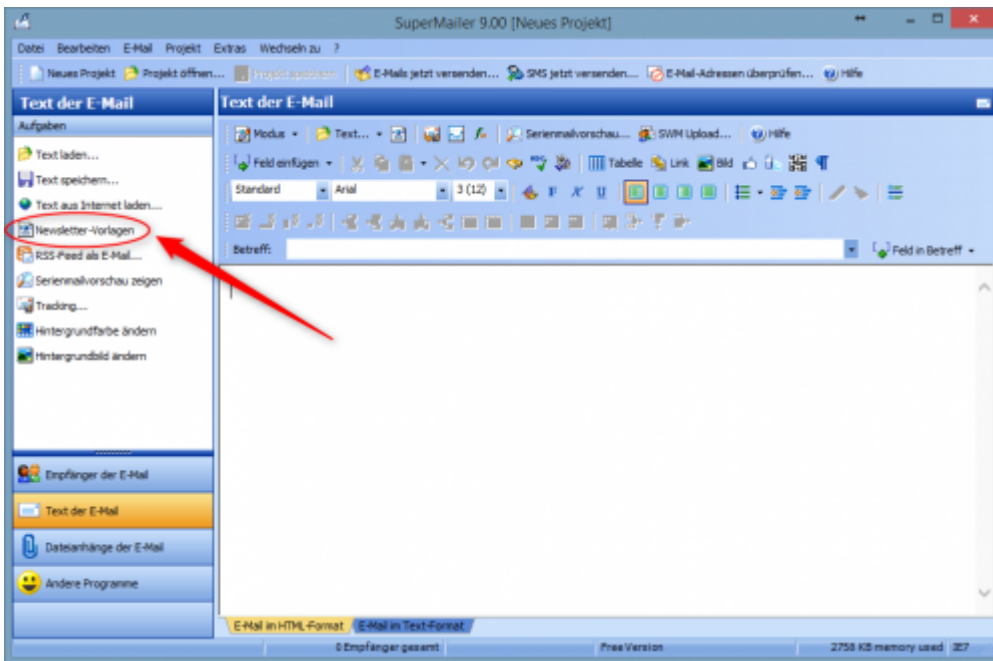 SuperMailer 9.00 [Neues Projekt]
Datei Bearbeiten E-Mail Projekt Extras Wechseln zu ?
Neues Projekt Projekt öffnen... Projekt speichern E-Mails jetzt versenden... SMS jetzt versenden... E-Mail-Adressen überprüfen... Hilfe
Text der E-Mail
Aufgaben
Text laden...
Text speichern...
Text aus Internet laden...
Newsletter-Vorlagen
RSS-Feed als E-Mail...
Serienmailvorschau zeigen
Tracking...
Hintergrundfarbe ändern
Hintergrundbild ändern
Empfänger der E-Mail
Text der E-Mail
Dateianhänge der E-Mail
Andere Programme
Text der E-Mail
Modus Text... Serienmailvorschau... SWM Upload... Hilfe
Feld einfügen Tabelle Link Bild
Standard Arial 3 (12) F K U
Betreff: Feld in Betreff
E-Mail im HTML-Format E-Mail im Text-Format
0 Empfänger gesamt Free Version 2758 KB memory used IE7